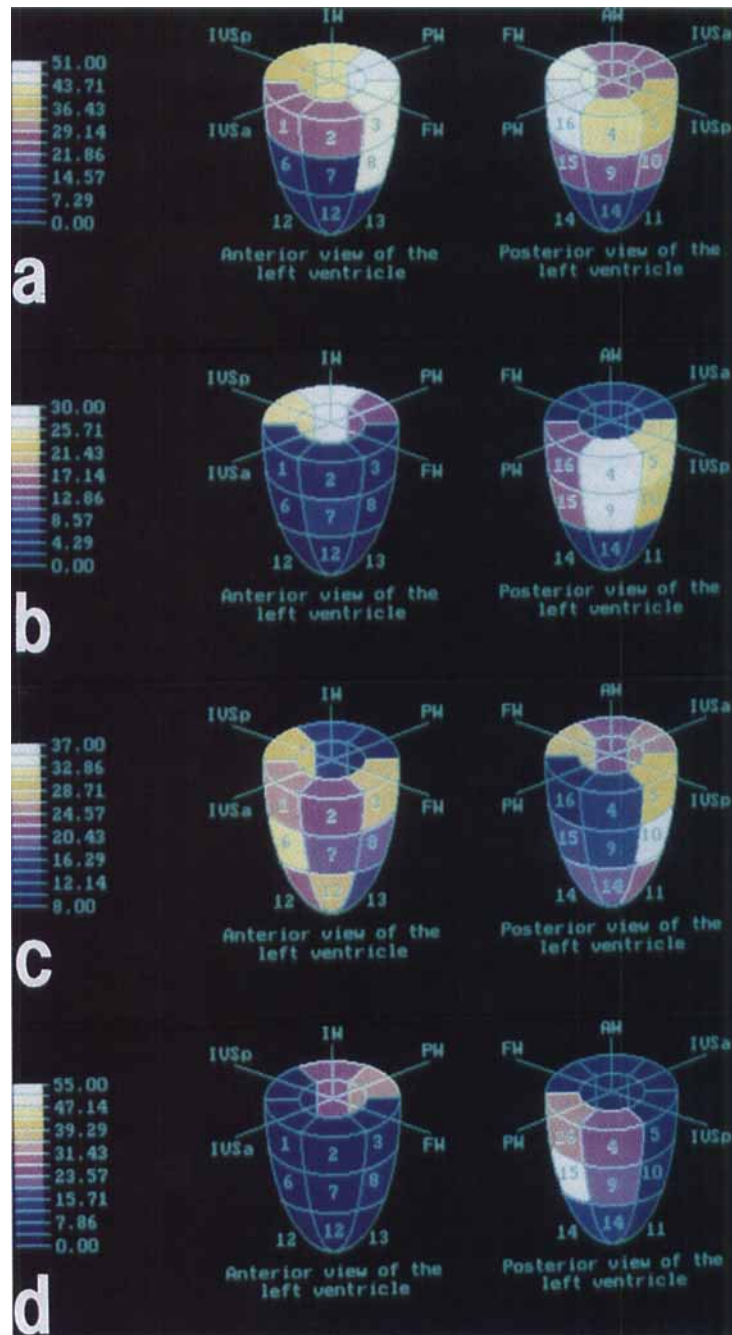 IW
AW
IVSp
PW
FW
IVSa
51.00
43.71
36.43
29.14
21.86
14.57
7.29
0.00
1
2
3
16
4
IVSa
FW
PW
IVSp
6
7
8
15
9
10
12
12
13
14
14
11
Anterior view of the
left ventricle
Posterior view of the
left ventricle
a
IW
AW
IVSp
PW
FW
IVSa
30.00
25.71
21.43
17.14
12.86
8.57
4.29
0.00
1
2
3
16
4
5
IVSa
FW
PW
IVSp
6
7
8
15
9
12
12
13
14
14
11
Anterior view of the
left ventricle
Posterior view of the
left ventricle
b
IW
AW
IVSp
PW
FW
IVSa
37.00
32.86
28.71
24.57
20.43
16.29
12.14
8.00
1
2
3
16
4
5
IVSa
FW
PW
IVSp
6
7
8
15
9
10
12
12
13
14
14
11
Anterior view of the
left ventricle
Posterior view of the
left ventricle
c
IW
AW
IVSp
PW
FW
IVSa
55.00
47.14
39.29
31.43
23.57
15.71
7.86
0.00
1
2
3
16
4
5
IVSa
FW
PW
IVSp
6
7
8
15
9
10
12
12
13
14
14
11
Anterior view of the
left ventricle
Posterior view of the
left ventricle
d